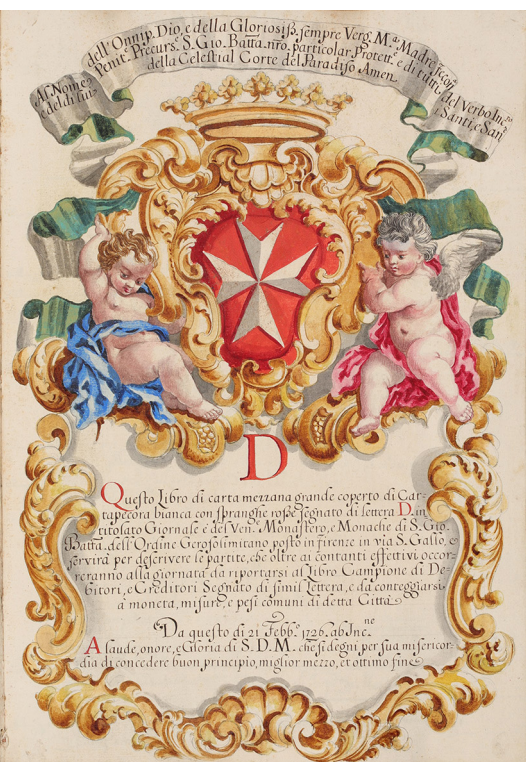 Al Nome dell'Onnip. Dio, e della Gloriosiss. sempre Verg. M.ª Madre del Verbo Inc.to
e del di lui Penit. Precurs.e S. Gio. Batta. nro. particolar. Protett.e e di tutti i Santi, e San.e
della Celestial Corte del Paradiso Amen.
D
Questo Libro di carta mezzana grande coperto di Car-
tapecora bianca con spranghe rosse segnato di lettera D. in-
titolato Giornale è del Ven. Monastero, e Monache di S. Gio.
Batta. dell'Ordine Gerosolimitano posto in Firenze in via S. Gallo, e
servirà per descrivere le partite, che oltre ai contanti effettivi occor-
reranno alla giornata da riportarsi al Libro Campione di De-
bitori, e Creditori Segnato di simil lettera, e da conteggiarsi
a moneta, misure, e pesi comuni di detta Città
Da questo dì 21 Febb.º 1726. ab Inc.ne
A laude, onore, e Gloria di S. D. M. che si degni per sua misericor-
dia di concedere buon, principio, miglior mezzo, et ottimo fine